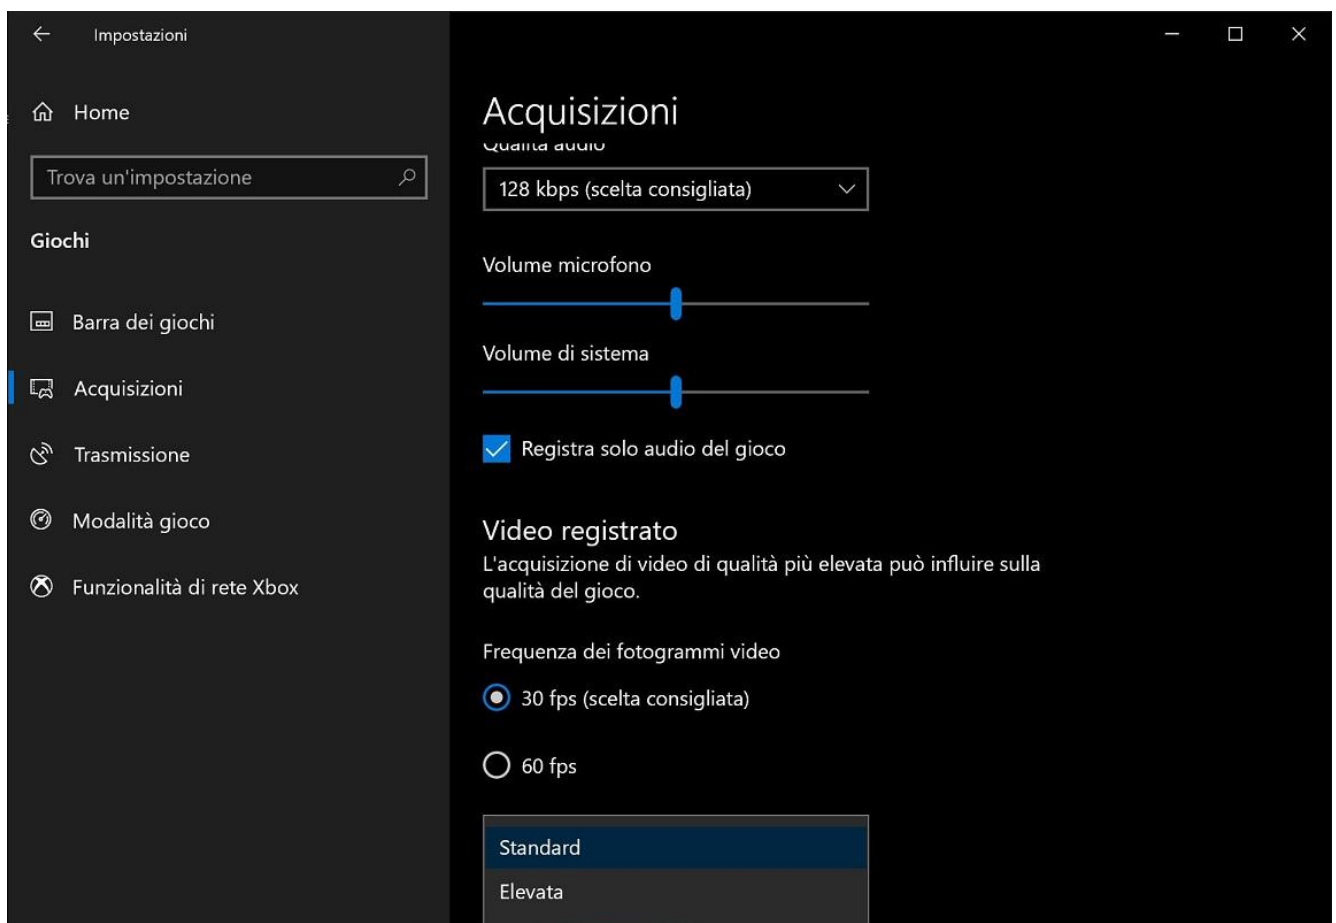 Impostazioni
Home
Trova un'impostazione
Giochi
Barra dei giochi
Acquisizioni
Trasmissione
Modalità gioco
Funzionalità di rete Xbox
Acquisizioni
Qualità audio
128 kbps (scelta consigliata)
Volume microfono
Volume di sistema
Registra solo audio del gioco
Video registrato
L'acquisizione di video di qualità più elevata può influire sulla
qualità del gioco.
Frequenza dei fotogrammi video
30 fps (scelta consigliata)
60 fps
Standard
Elevata